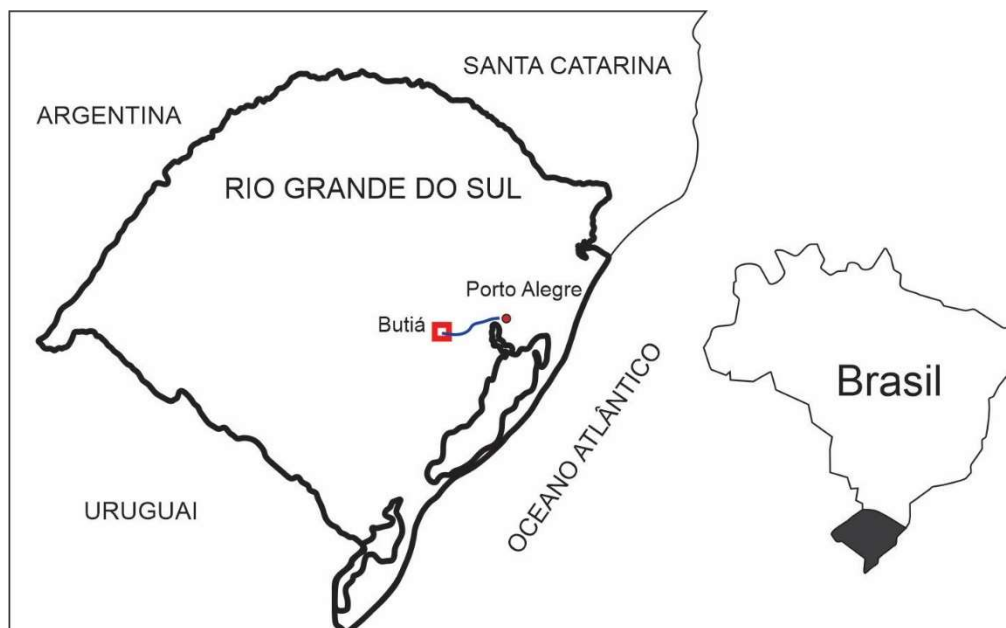 SANTA CATARINA
ARGENTINA
RIO GRANDE DO SUL
Porto Alegre
Butiá
Brasil
OCEANO ATLÂNTICO
URUGUAI